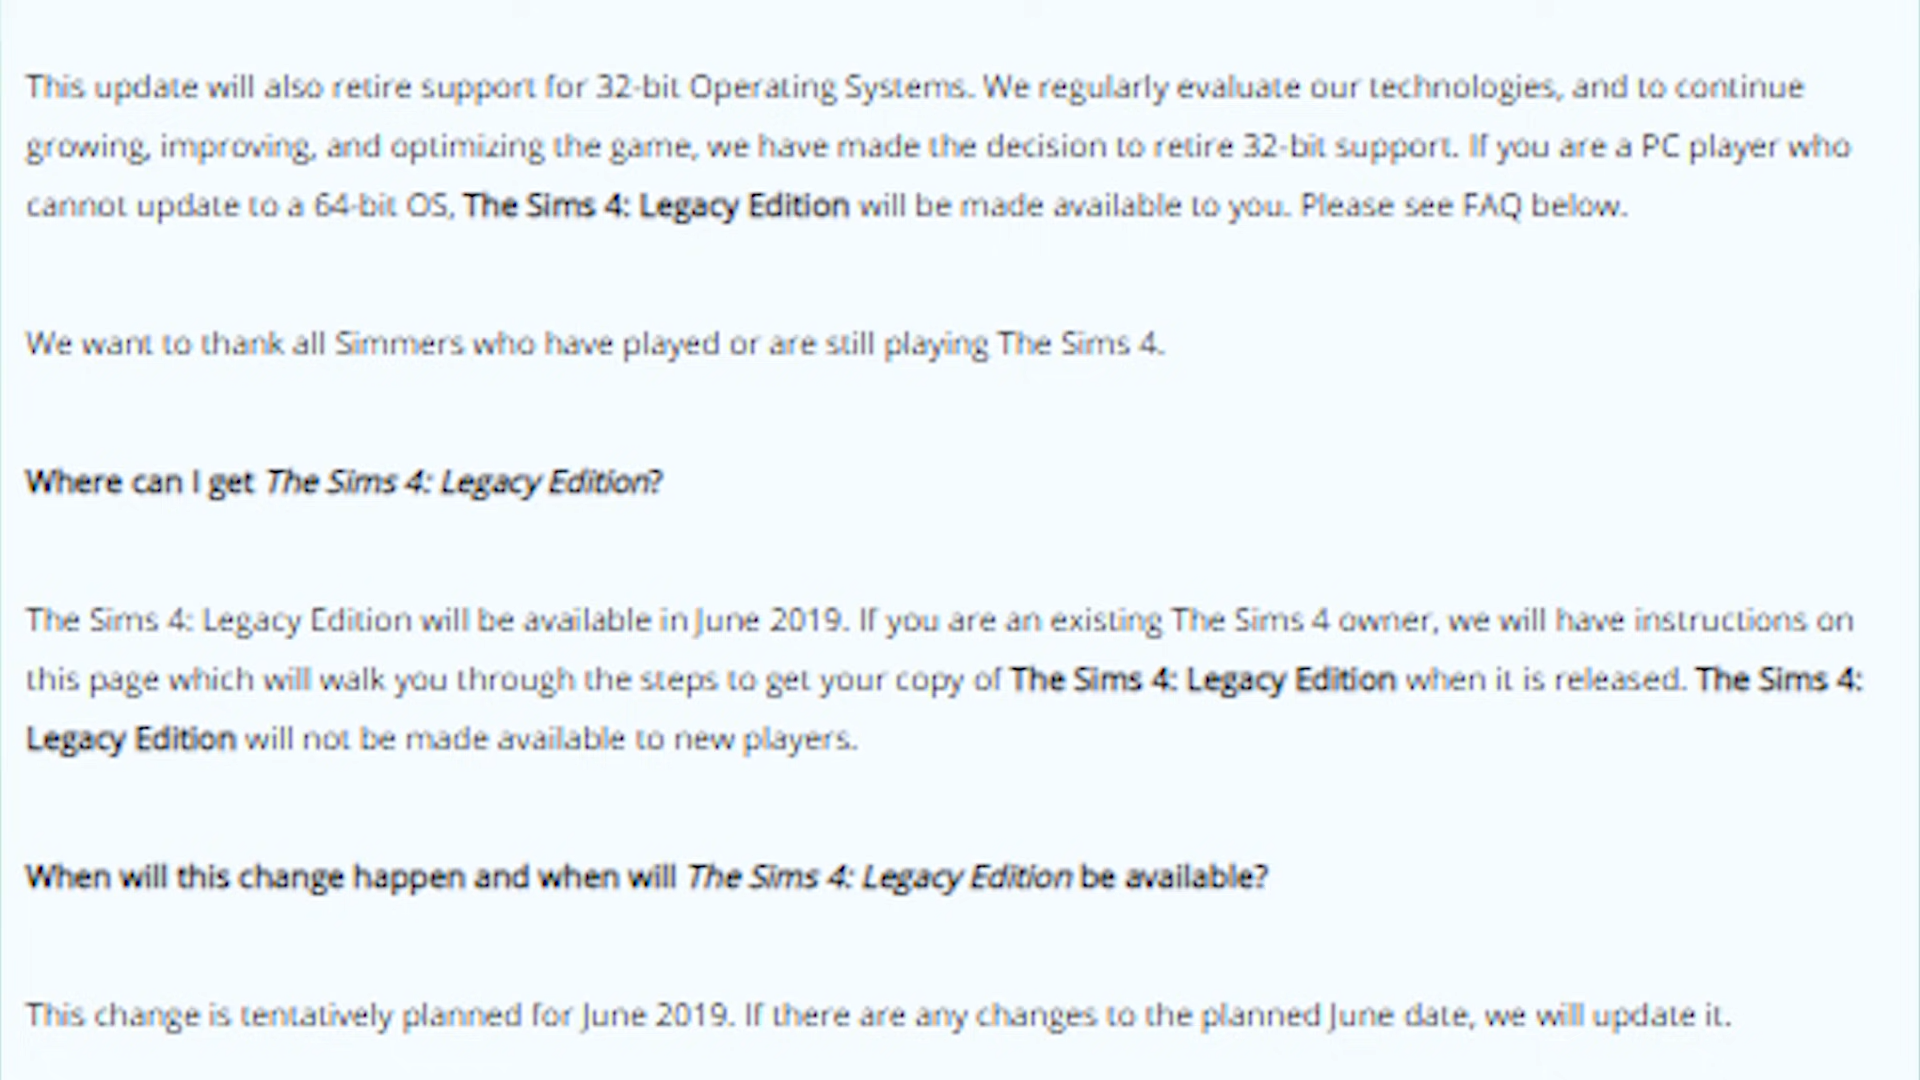 This update will also retire support for 32-bit Operating Systems. We regularly evaluate our technologies, and to continue
growing, improving, and optimizing the game, we have made the decision to retire 32-bit support. If you are a PC player who
cannot update to a 64-bit OS, The Sims 4: Legacy Edition will be made available to you. Please see FAQ below.
We want to thank all Simmers who have played or are still playing The Sims 4.
Where can I get The Sims 4: Legacy Edition?
The Sims 4: Legacy Edition will be available in June 2019. If you are an existing The Sims 4 owner, we will have instructions on
this page which will walk you through the steps to get your copy of The Sims 4: Legacy Edition when it is released. The Sims 4:
Legacy Edition will not be made available to new players.
When will this change happen and when will The Sims 4: Legacy Edition be available?
This change is tentatively planned for June 2019. If there are any changes to the planned June date, we will update it.